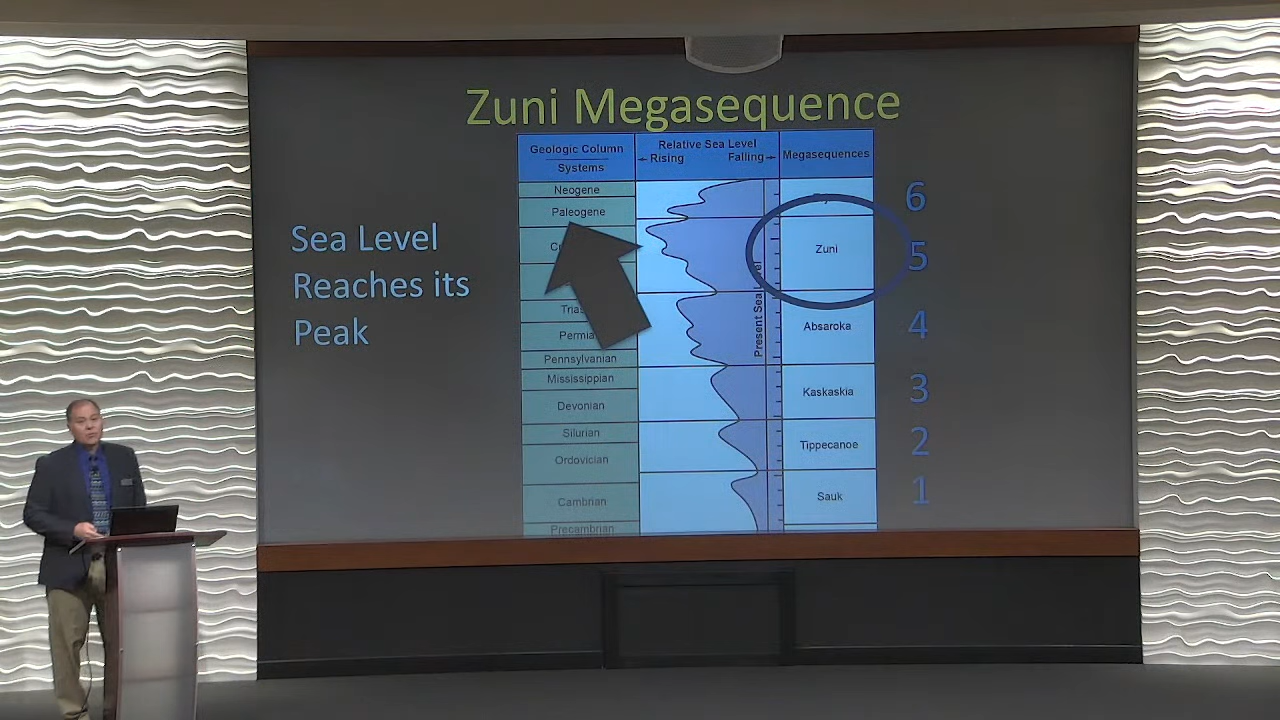 Zuni Megasequence
Sea Level
Reaches its
Peak
Geologic Column
Systems
Relative Sea Level
Rising Falling
Megasequences
Neogene
Paleogene
Permia
Pennsylvanian
Mississippian
Devonian
Silurian
Ordovician
Cambrian
Precambrian
Present Sea Level
Zuni
Absaroka
Kaskaskia
Tippecanoe
Sauk
6
5
4
3
2
1